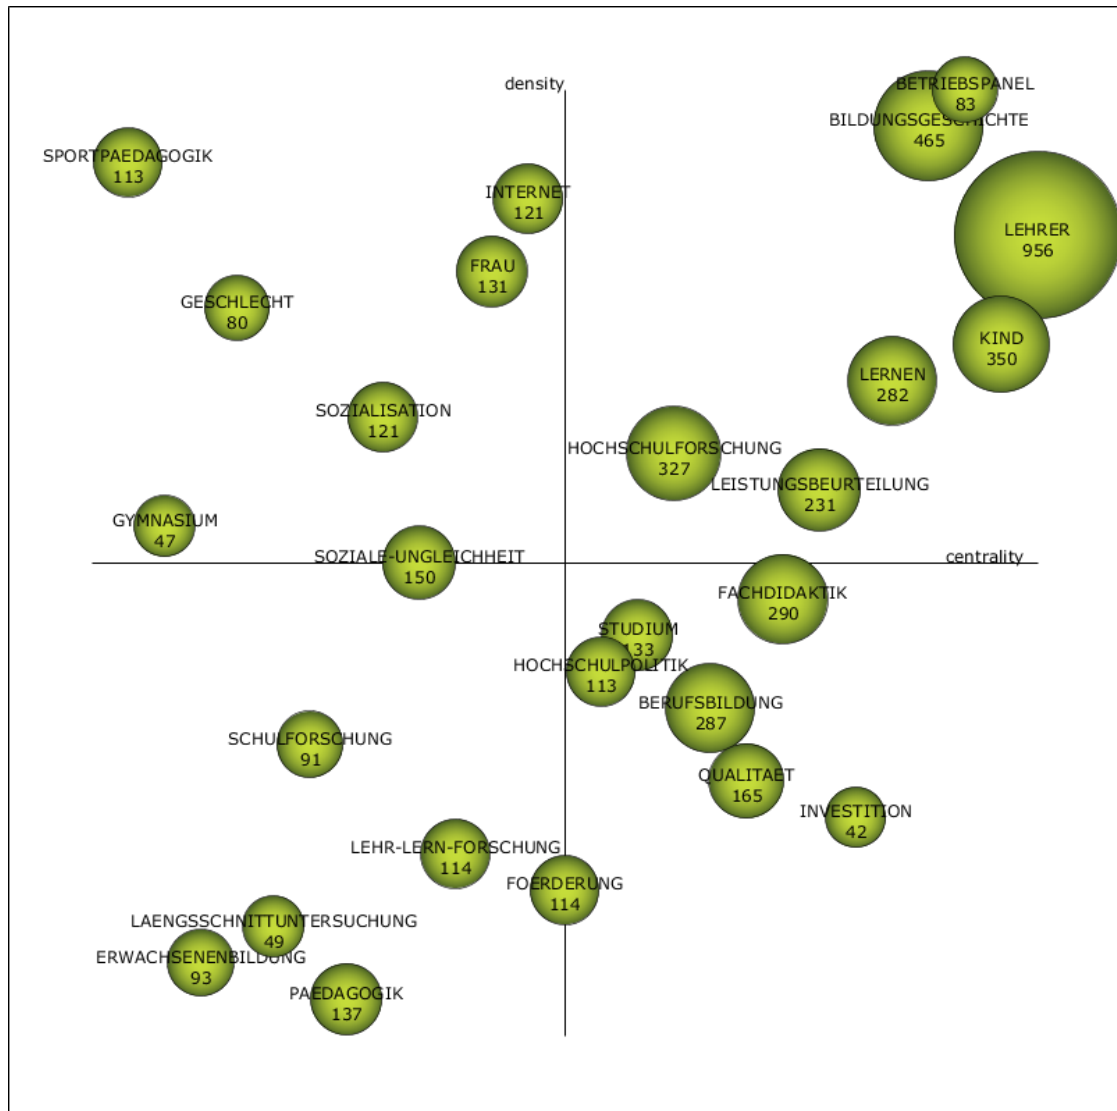 density
BETRIEBSPANEL
83
BILDUNGSGESCHICHTE
465
SPORTPAEDAGOGIK
113
INTERNET
121
LEHRER
956
FRAU
131
GESCHLECHT
80
KIND
350
LERNEN
282
SOZIALISATION
121
HOCHSCHULFORSCHUNG
327
LEISTUNGSBEURTEILUNG
231
GYMNASIUM
47
SOZIALE-UNGLEICHHEIT
150
centrality
FACHDIDAKTIK
290
STUDIUM
133
HOCHSCHULPOLITIK
113
BERUFSBILDUNG
287
SCHULFORSCHUNG
91
QUALITAET
165
INVESTITION
42
LEHR-LERN-FORSCHUNG
114
FOERDERUNG
114
LAENGSSCHNITTUNTERSUCHUNG
49
ERWACHSENENBILDUNG
93
PAEDAGOGIK
137